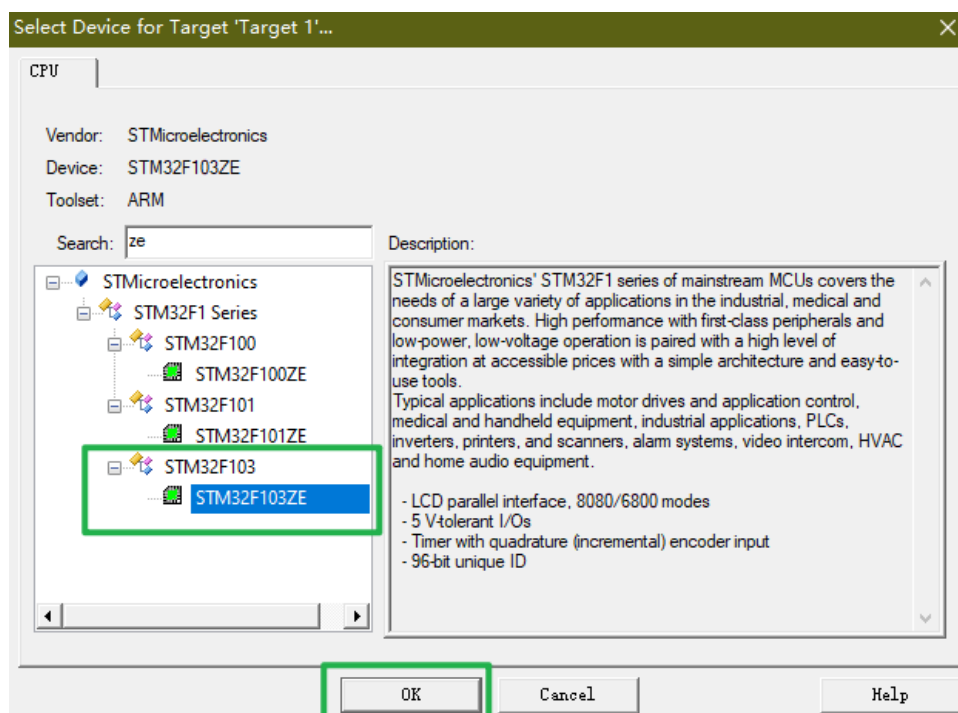 Select Device for Target 'Target 1'...
CPU
Vendor: STMicroelectronics
Device: STM32F103ZE
Toolset: ARM
Search: ze
Description:
STMicroelectronics
STM32F1 Series
STM32F100
STM32F100ZE
STM32F101
STM32F101ZE
STM32F103
STM32F103ZE
STMicroelectronics' STM32F1 series of mainstream MCUs covers the
needs of a large variety of applications in the industrial, medical and
consumer markets. High performance with first-class peripherals and
low-power, low-voltage operation is paired with a high level of
integration at accessible prices with a simple architecture and easy-to-
use tools.
Typical applications include motor drives and application control,
medical and handheld equipment, industrial applications, PLCs,
inverters, printers, and scanners, alarm systems, video intercom, HVAC
and home audio equipment.
- LCD parallel interface, 8080/6800 modes
- 5 V-tolerant I/Os
- Timer with quadrature (incremental) encoder input
- 96-bit unique ID
OK
Cancel
Help